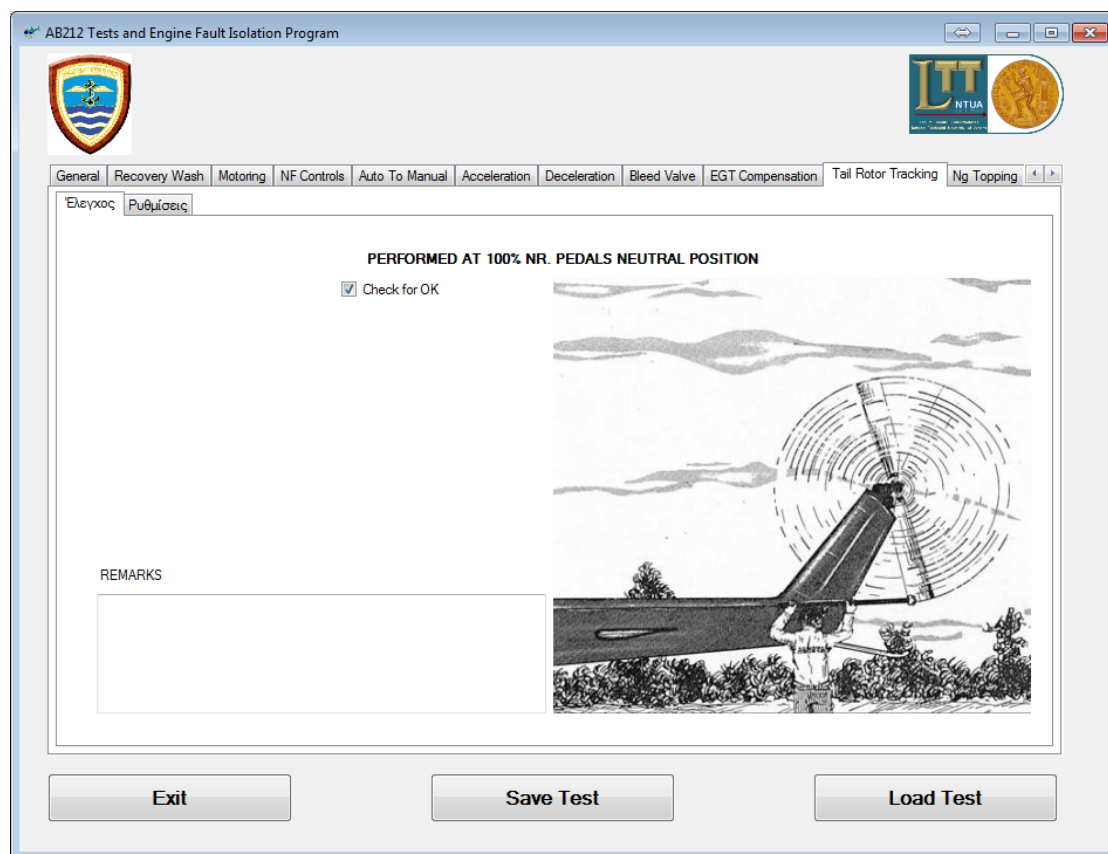 AB212 Tests and Engine Fault Isolation Program
LTT
NTUA
General Recovery Wash Motoring NF Controls Auto To Manual Acceleration Deceleration Bleed Valve EGT Compensation Tail Rotor Tracking Ng Topping
Έλεγχος Ρυθμίσεις
PERFORMED AT 100% NR. PEDALS NEUTRAL POSITION
Check for OK
REMARKS
Exit Save Test Load Test